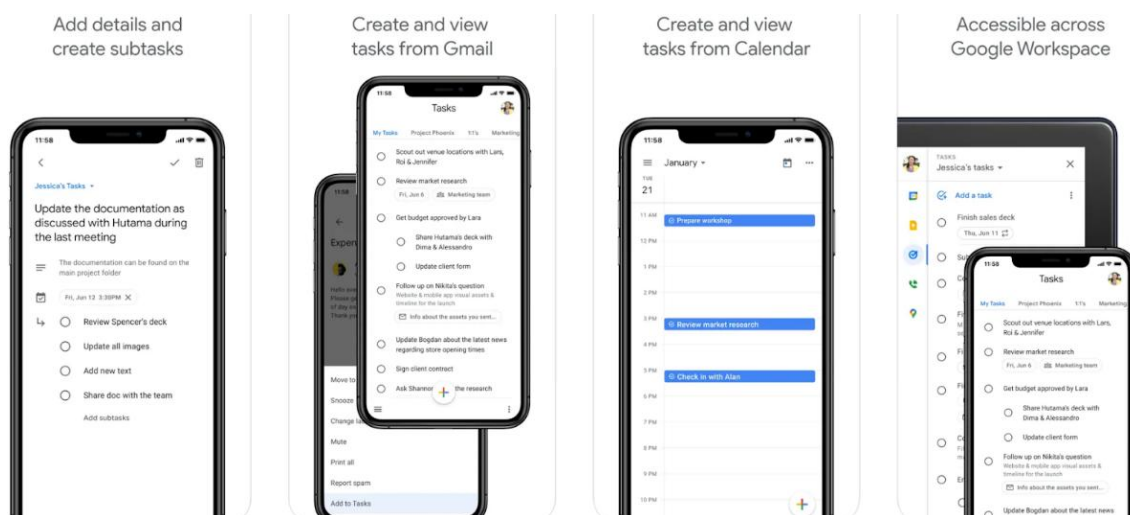 Add details and
create subtasks
11:58
Jessica's Tasks
Update the documentation as
discussed with Hutama during
the last meeting
The documentation can be found on the
main project folder
Fri, Jun 12 3:30PM
Review Spencer's deck
Update all images
Add new text
Share doc with the team
Add subtasks
Create and view
tasks from Gmail
11:58
Tasks
My Tasks Project Phoenix 1:1's Marketing
Scout out venue locations with Lars,
Roi & Jennifer
Review market research
Fri, Jun 6 Marketing team
Get budget approved by Lara
Share Hutama's deck with
Dima & Alessandro
Update client form
Follow up on Nikita's question
Website & mobile app visual assets &
timeline for the launch
Info about the assets you sent...
Update Bogdan about the latest news
regarding store opening times
Sign client contract
Ask Shannon the research
11:58
Move to
Snooze
Mute
Print all
Report spam
Add to Tasks
Create and view
tasks from Calendar
11:58
January
TUE
21
11 AM
Prepare workshop
12 PM
1 PM
2 PM
3 PM
Review market research
4 PM
5 PM
Check in with Alan
6 PM
7 PM
8 PM
9 PM
10 PM
Accessible across
Google Workspace
TASKS
Jessica's tasks
Add a task
Finish sales deck
Thu, Jun 11
11:58
Tasks
My Tasks Project Phoenix 1:1's Marketing
Scout out venue locations with Lars,
Roi & Jennifer
Review market research
Fri, Jun 6 Marketing team
Get budget approved by Lara
Share Hutama's deck with
Dima & Alessandro
Update client form
Follow up on Nikita's question
Website & mobile app visual assets &
timeline for the launch
Info about the assets you sent...
Update Bogdan about the latest news